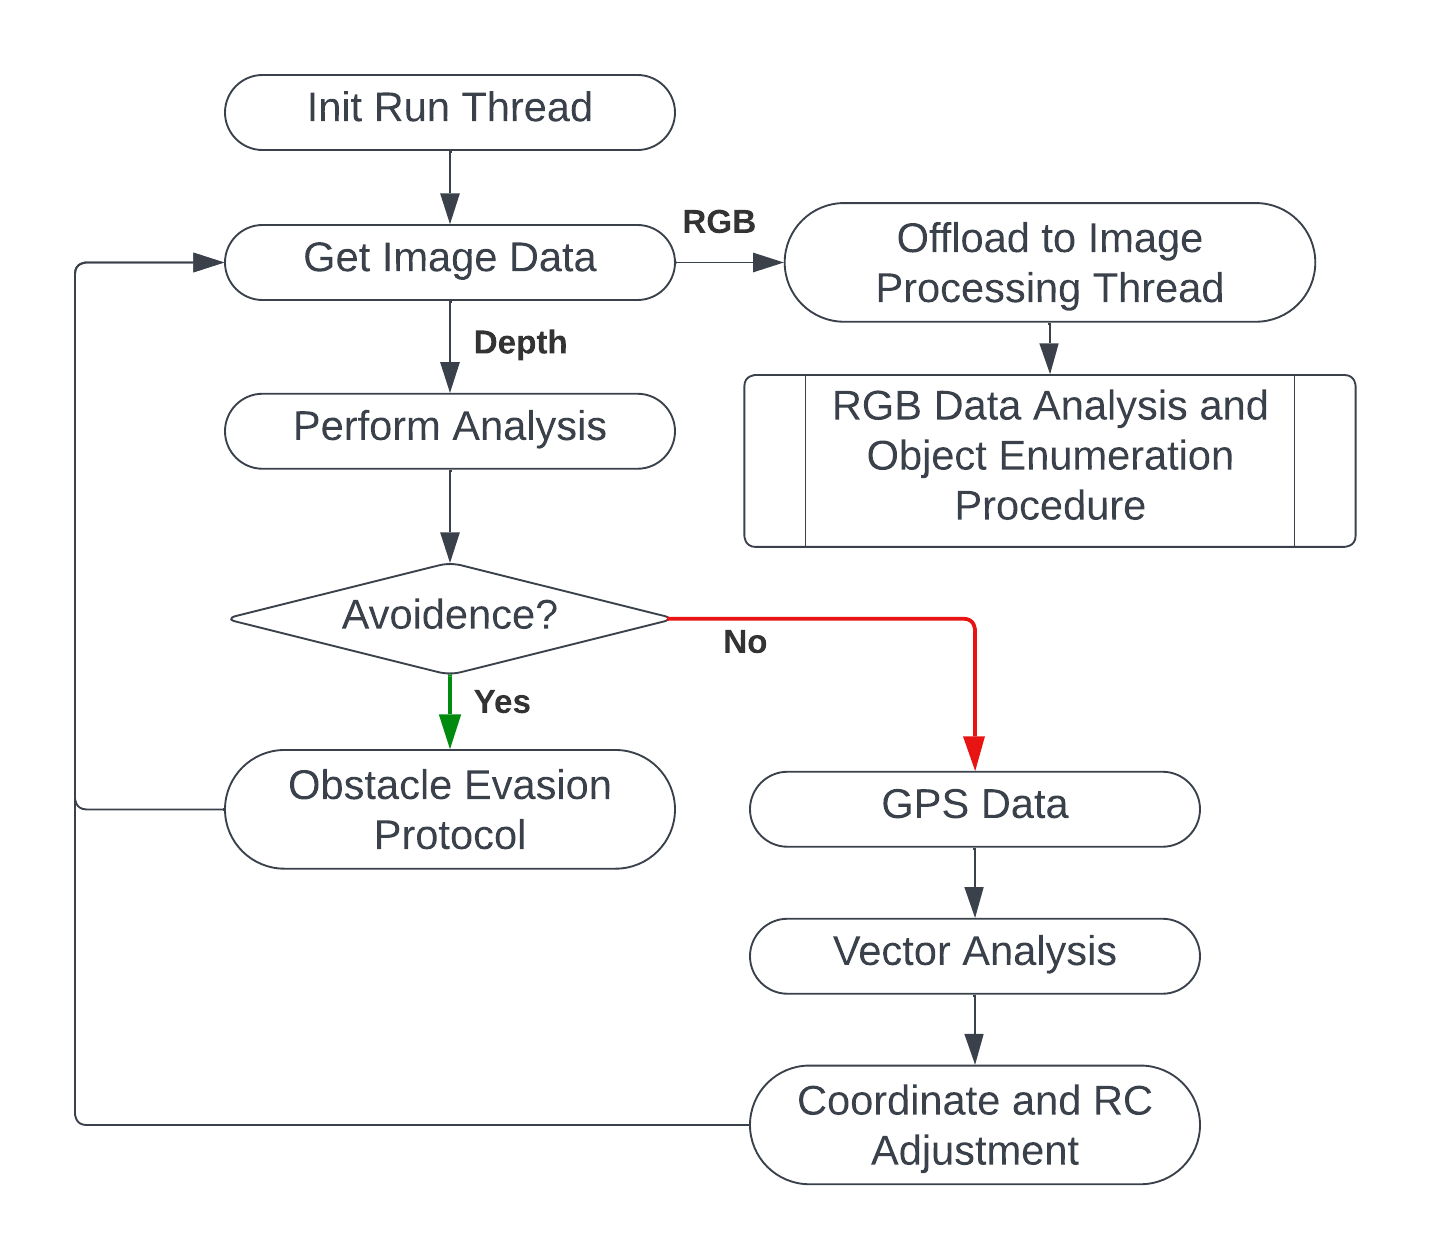 Init Run Thread
Get Image Data
RGB
Offload to Image
Processing Thread
Depth
Perform Analysis
RGB Data Analysis and
Object Enumeration
Procedure
Avoidence?
No
Yes
Obstacle Evasion
Protocol
GPS Data
Vector Analysis
Coordinate and RC
Adjustment